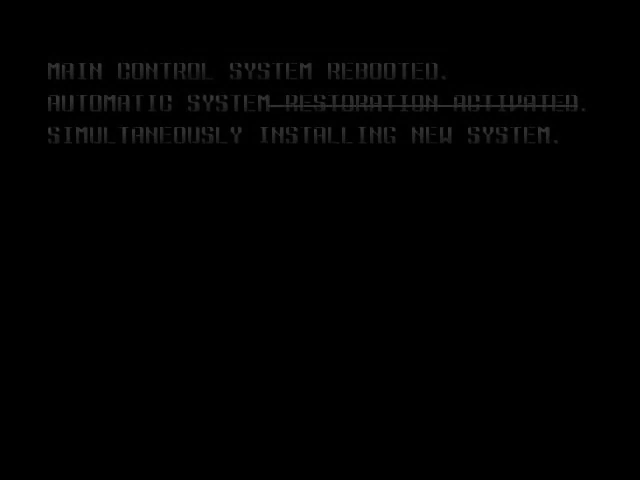 MAIN CONTROL SYSTEM REBOOTED.
AUTOMATIC SYSTEM RESTORATION ACTIVATED.
SIMULTANEOUSLY INSTALLING NEW SYSTEM.